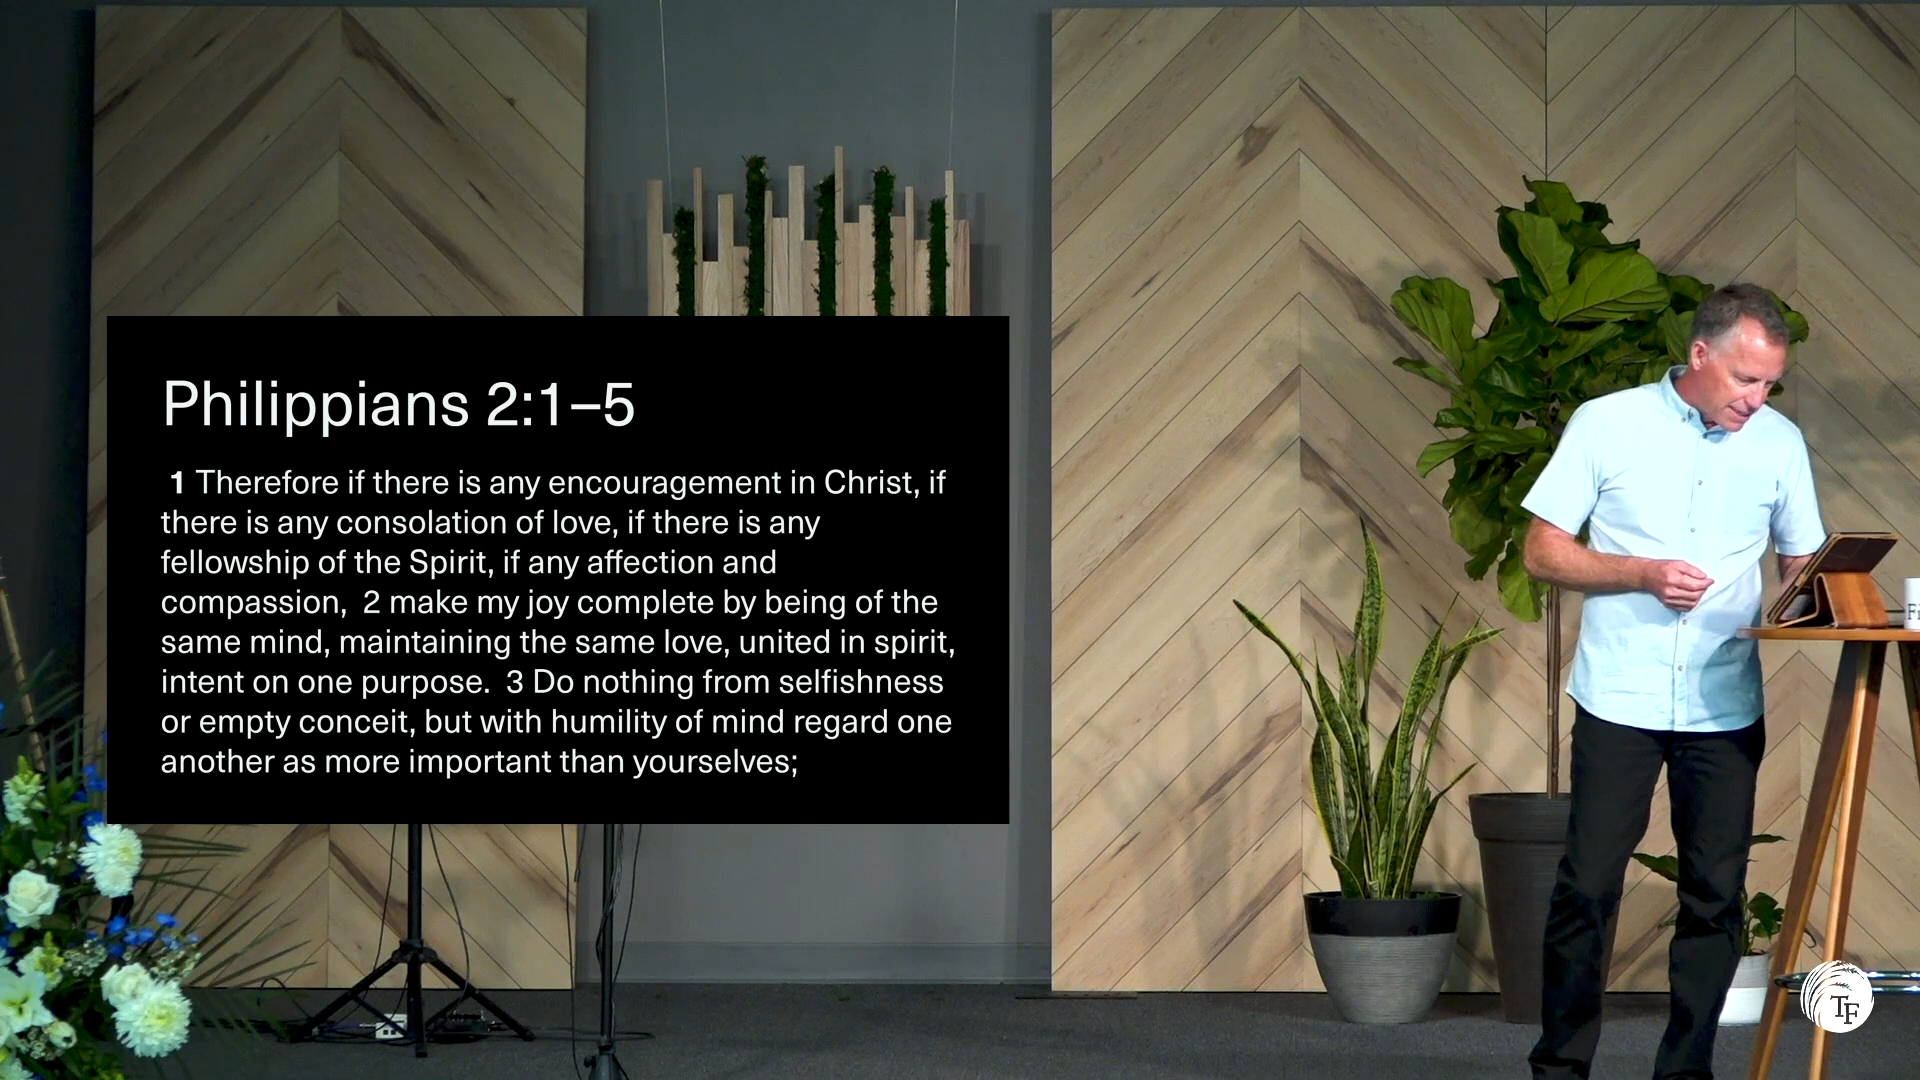 Philippians 2:1–5
1 Therefore if there is any encouragement in Christ, if
there is any consolation of love, if there is any
fellowship of the Spirit, if any affection and
compassion, 2 make my joy complete by being of the
same mind, maintaining the same love, united in spirit,
intent on one purpose. 3 Do nothing from selfishness
or empty conceit, but with humility of mind regard one
another as more important than yourselves;
TF